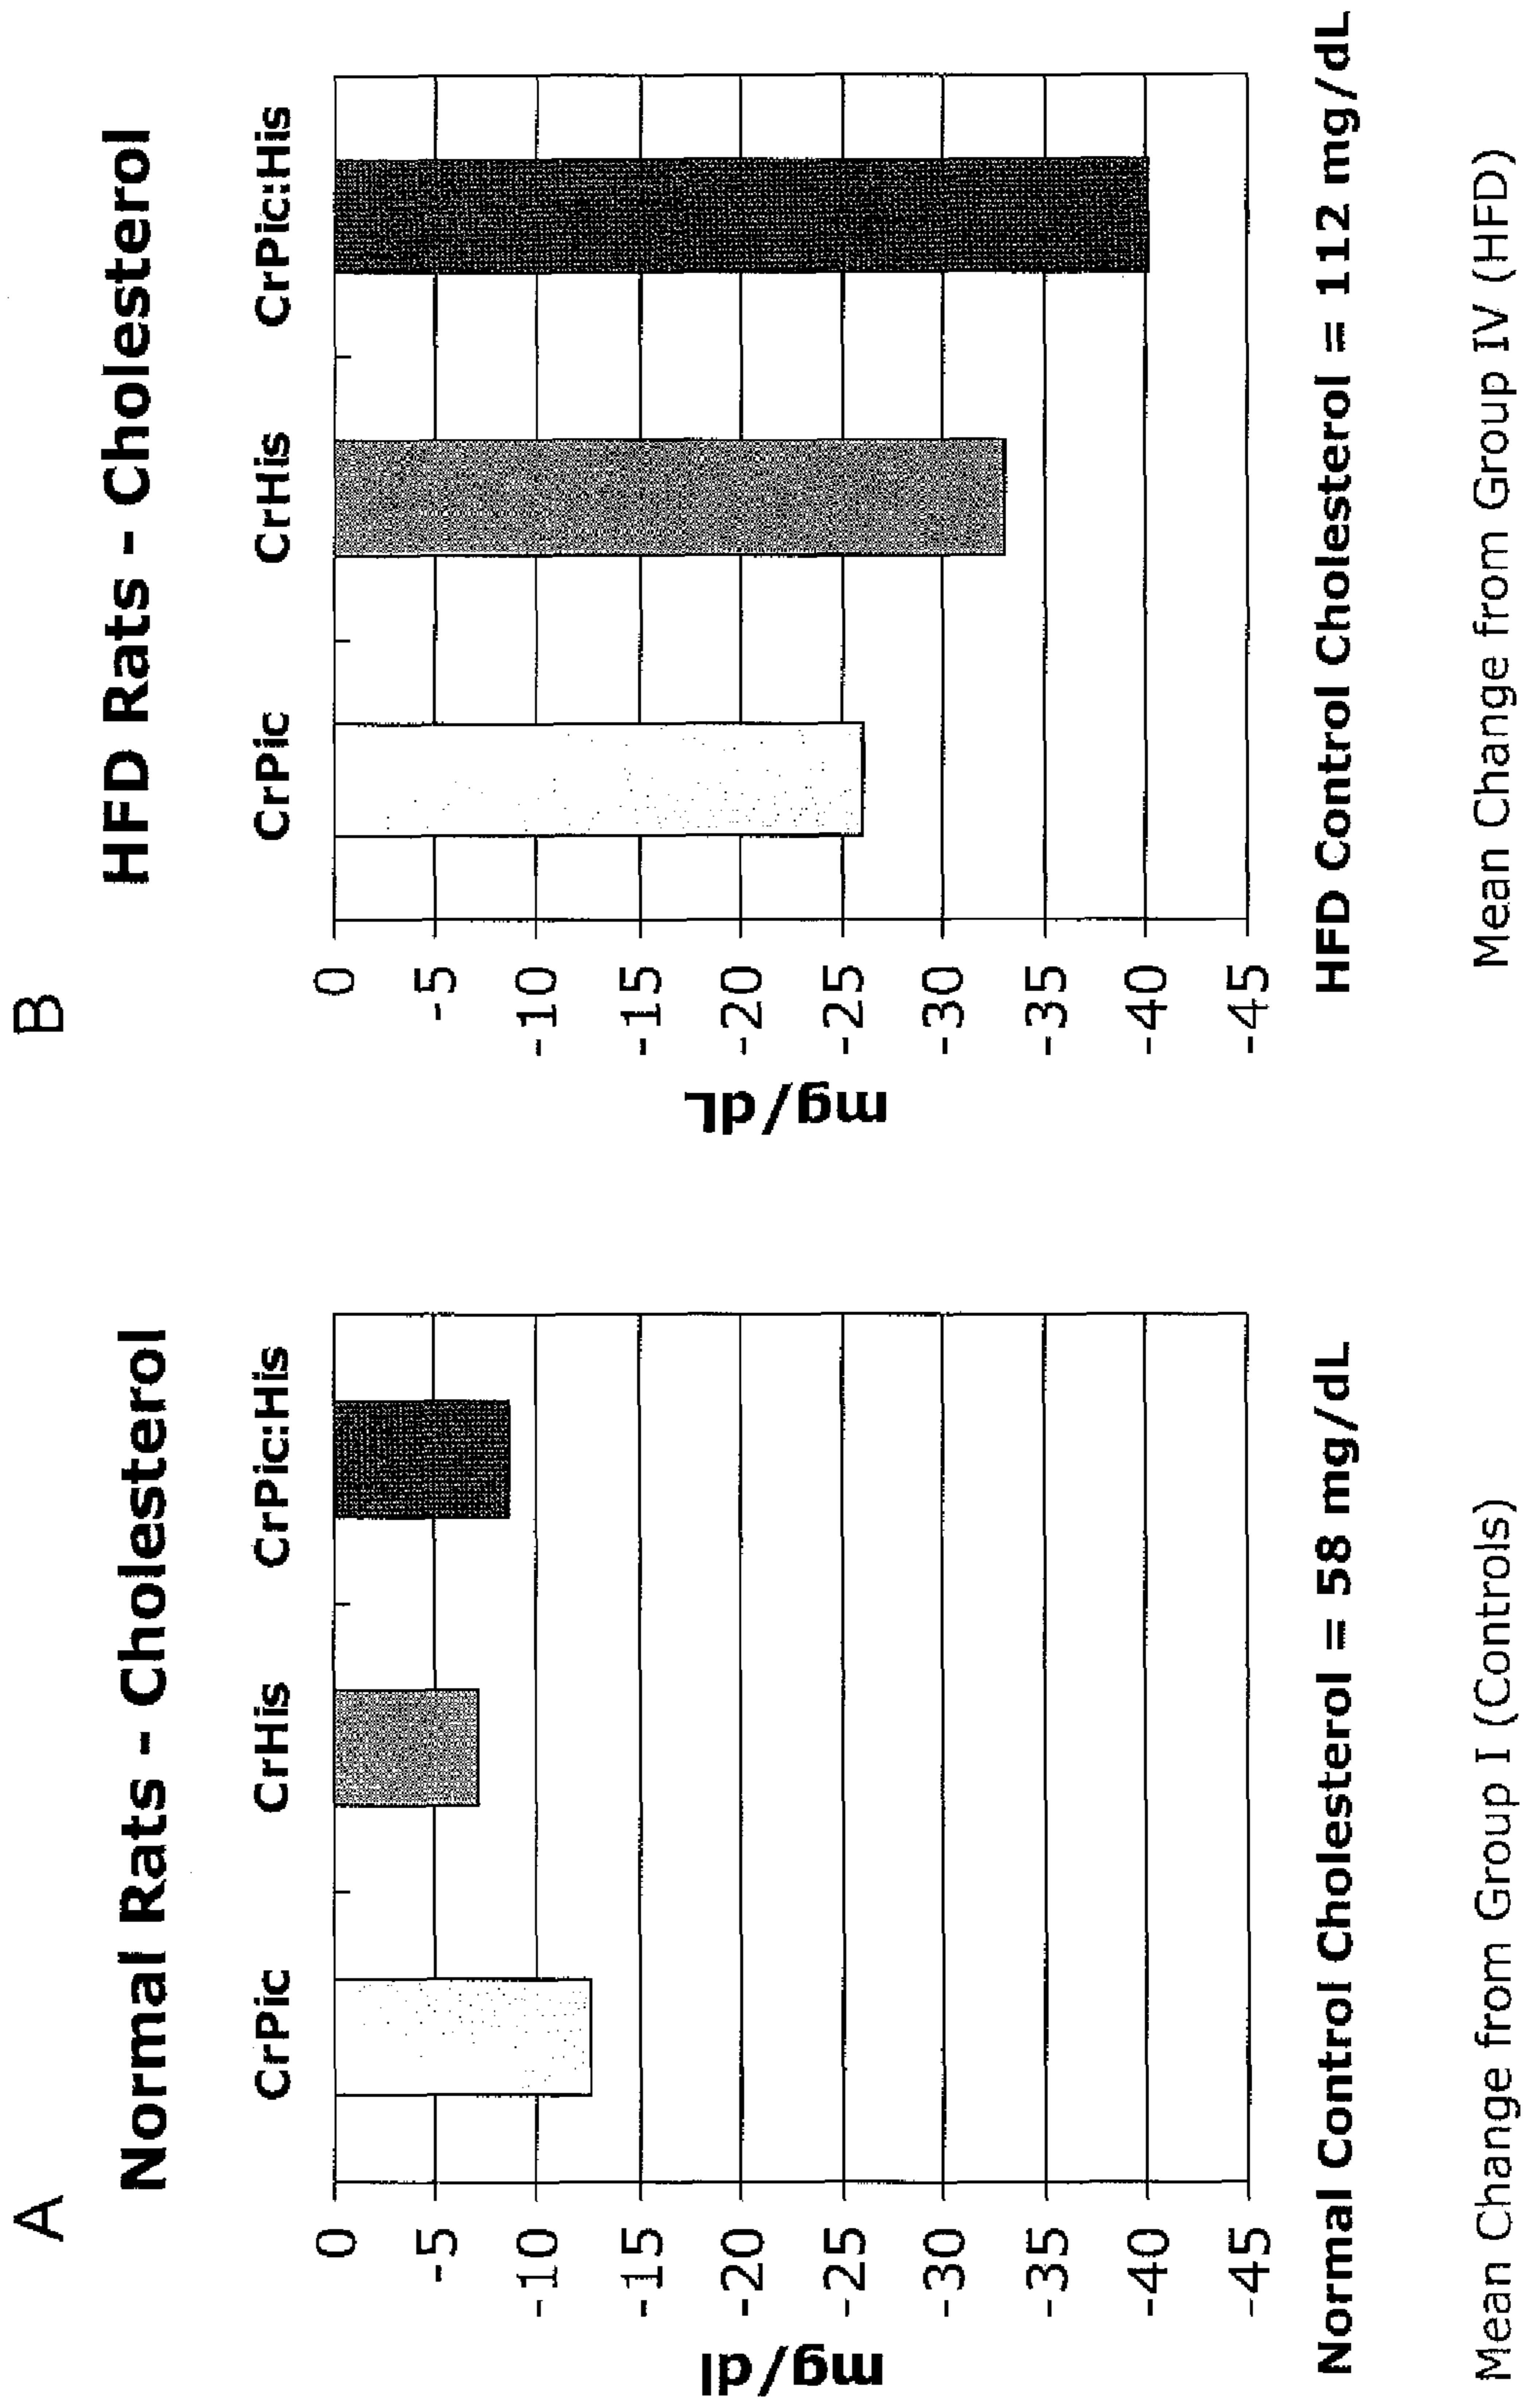 A
Normal Rats - Cholesterol
CrPic CrHis CrPic:His
0
-5
-10
-15
-20
-25
-30
-35
-40
-45
mg/dl
Normal Control Cholesterol = 58 mg/dL
Mean Change from Group I (Controls)
B
HFD Rats - Cholesterol
CrPic CrHis CrPic:His
0
-5
-10
-15
-20
-25
-30
-35
-40
-45
mg/dL
HFD Control Cholesterol = 112 mg/dL
Mean Change from Group IV (HFD)